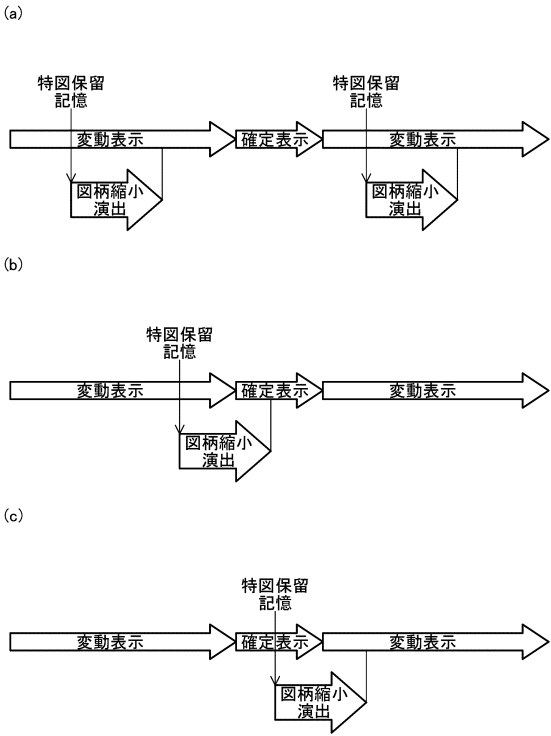 (a)
特図保留
記憶
特図保留
記憶
変動表示
確定表示
変動表示
図柄縮小
演出
図柄縮小
演出
(b)
特図保留
記憶
変動表示
確定表示
変動表示
図柄縮小
演出
(c)
特図保留
記憶
変動表示
確定表示
変動表示
図柄縮小
演出